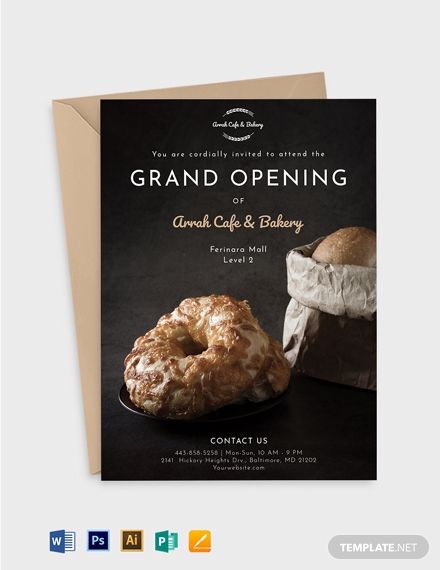 Arrah Cafe & Bakery
You are cordially invited to attend the
GRAND OPENING
OF
Arrah Cafe & Bakery
Ferinara Mall
Level 2
CONTACT US
443-858-5258 | Mon-Sun, 10 AM - 9 PM
2141 Hickory Heights Drv., Baltimore, MD 21202
Yourwebsite.com
W Ps Ai P
TEMPLATE.NET